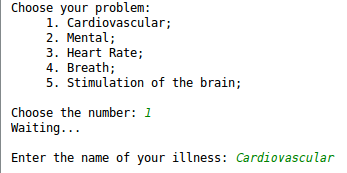 Choose your problem:
1. Cardiovascular;
2. Mental;
3. Heart Rate;
4. Breath;
5. Stimulation of the brain;
Choose the number: 1
Waiting...
Enter the name of your illness: Cardiovascular